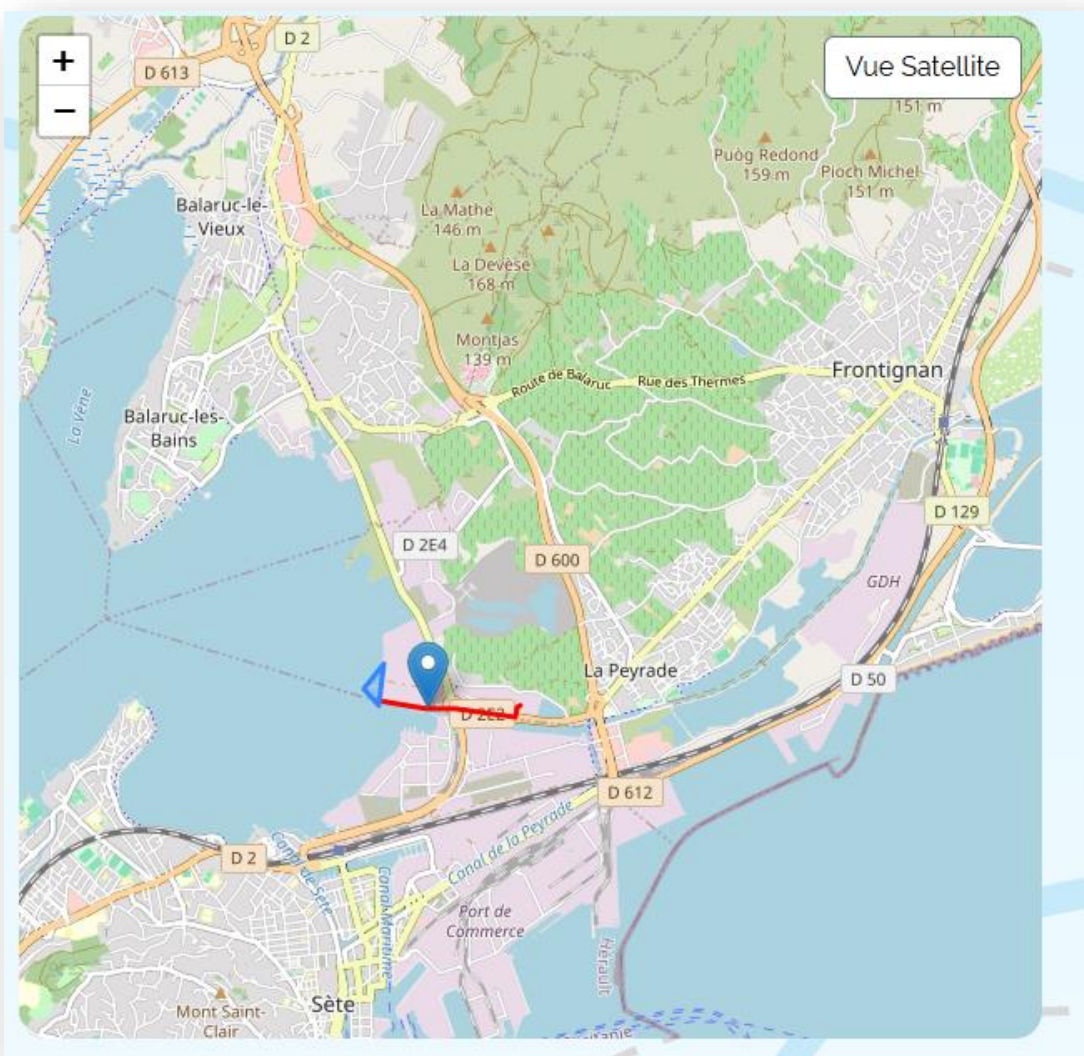 +
−
D 2
D 613
Vue Satellite
151 m
Puòg Redond
159 m
Pioch Michel
151 m
Balaruc-le-
Vieux
La Mathe
146 m
La Devèse
168 m
Montjas
139 m
Route de Balaruc
Rue des Thermes
Frontignan
La Vène
Balaruc-les-
Bains
D 129
D 2E4
D 600
GDH
La Peyrade
D 50
D 2E2
D 612
Canal de la Peyrade
D 2
Canal de Sète
Canal Maritime
Port de
Commerce
Hérault
Sète
Mont Saint-
Clair